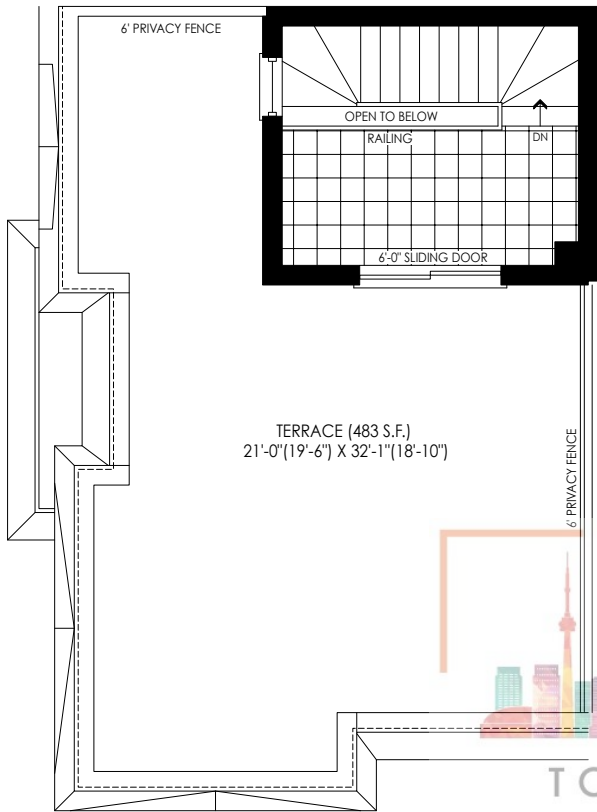 6' PRIVACY FENCE
OPEN TO BELOW
RAILING
DN
6'-0" SLIDING DOOR
TERRACE (483 S.F.)
21'-0"(19'-6") X 32'-1"(18'-10")
6' PRIVACY FENCE
T O